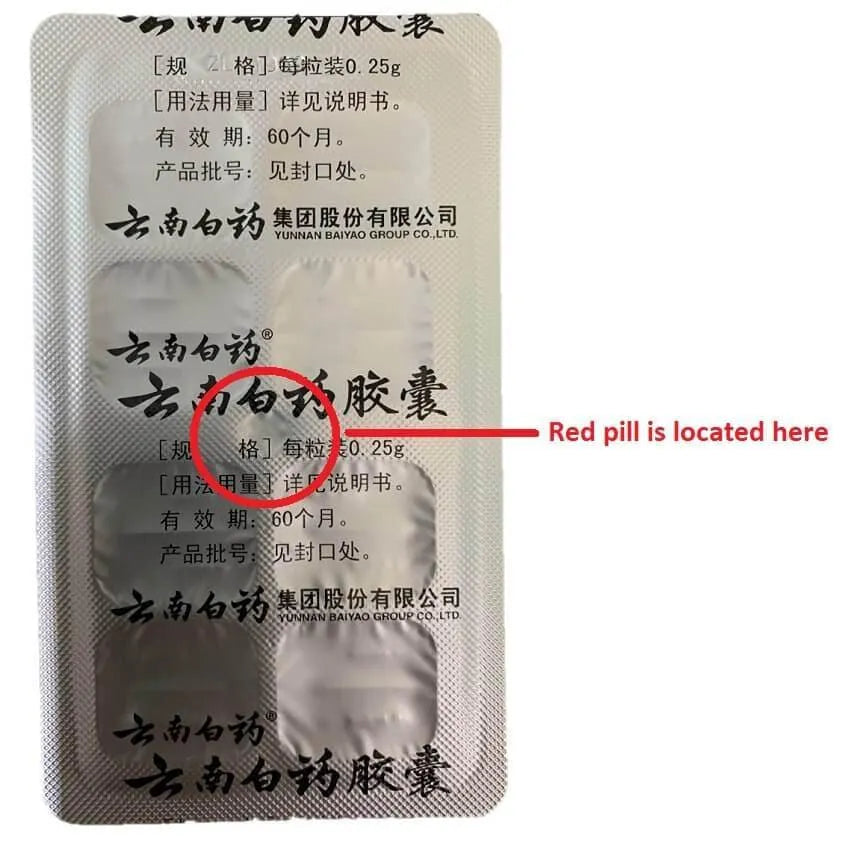 云南白药胶囊
[规 格]每粒装0.25g
[用法用量]详见说明书。
有 效 期：60个月。
产品批号：见封口处。
云南白药 集团股份有限公司
YUNNAN BAIYAO GROUP CO.,LTD.
云南白药®
云南白药胶囊
[规 格]每粒装0.25g
Red pill is located here
[用法用量]详见说明书。
有 效 期：60个月。
产品批号：见封口处。
云南白药 集团股份有限公司
YUNNAN BAIYAO GROUP CO.,LTD.
云南白药®
云南白药胶囊